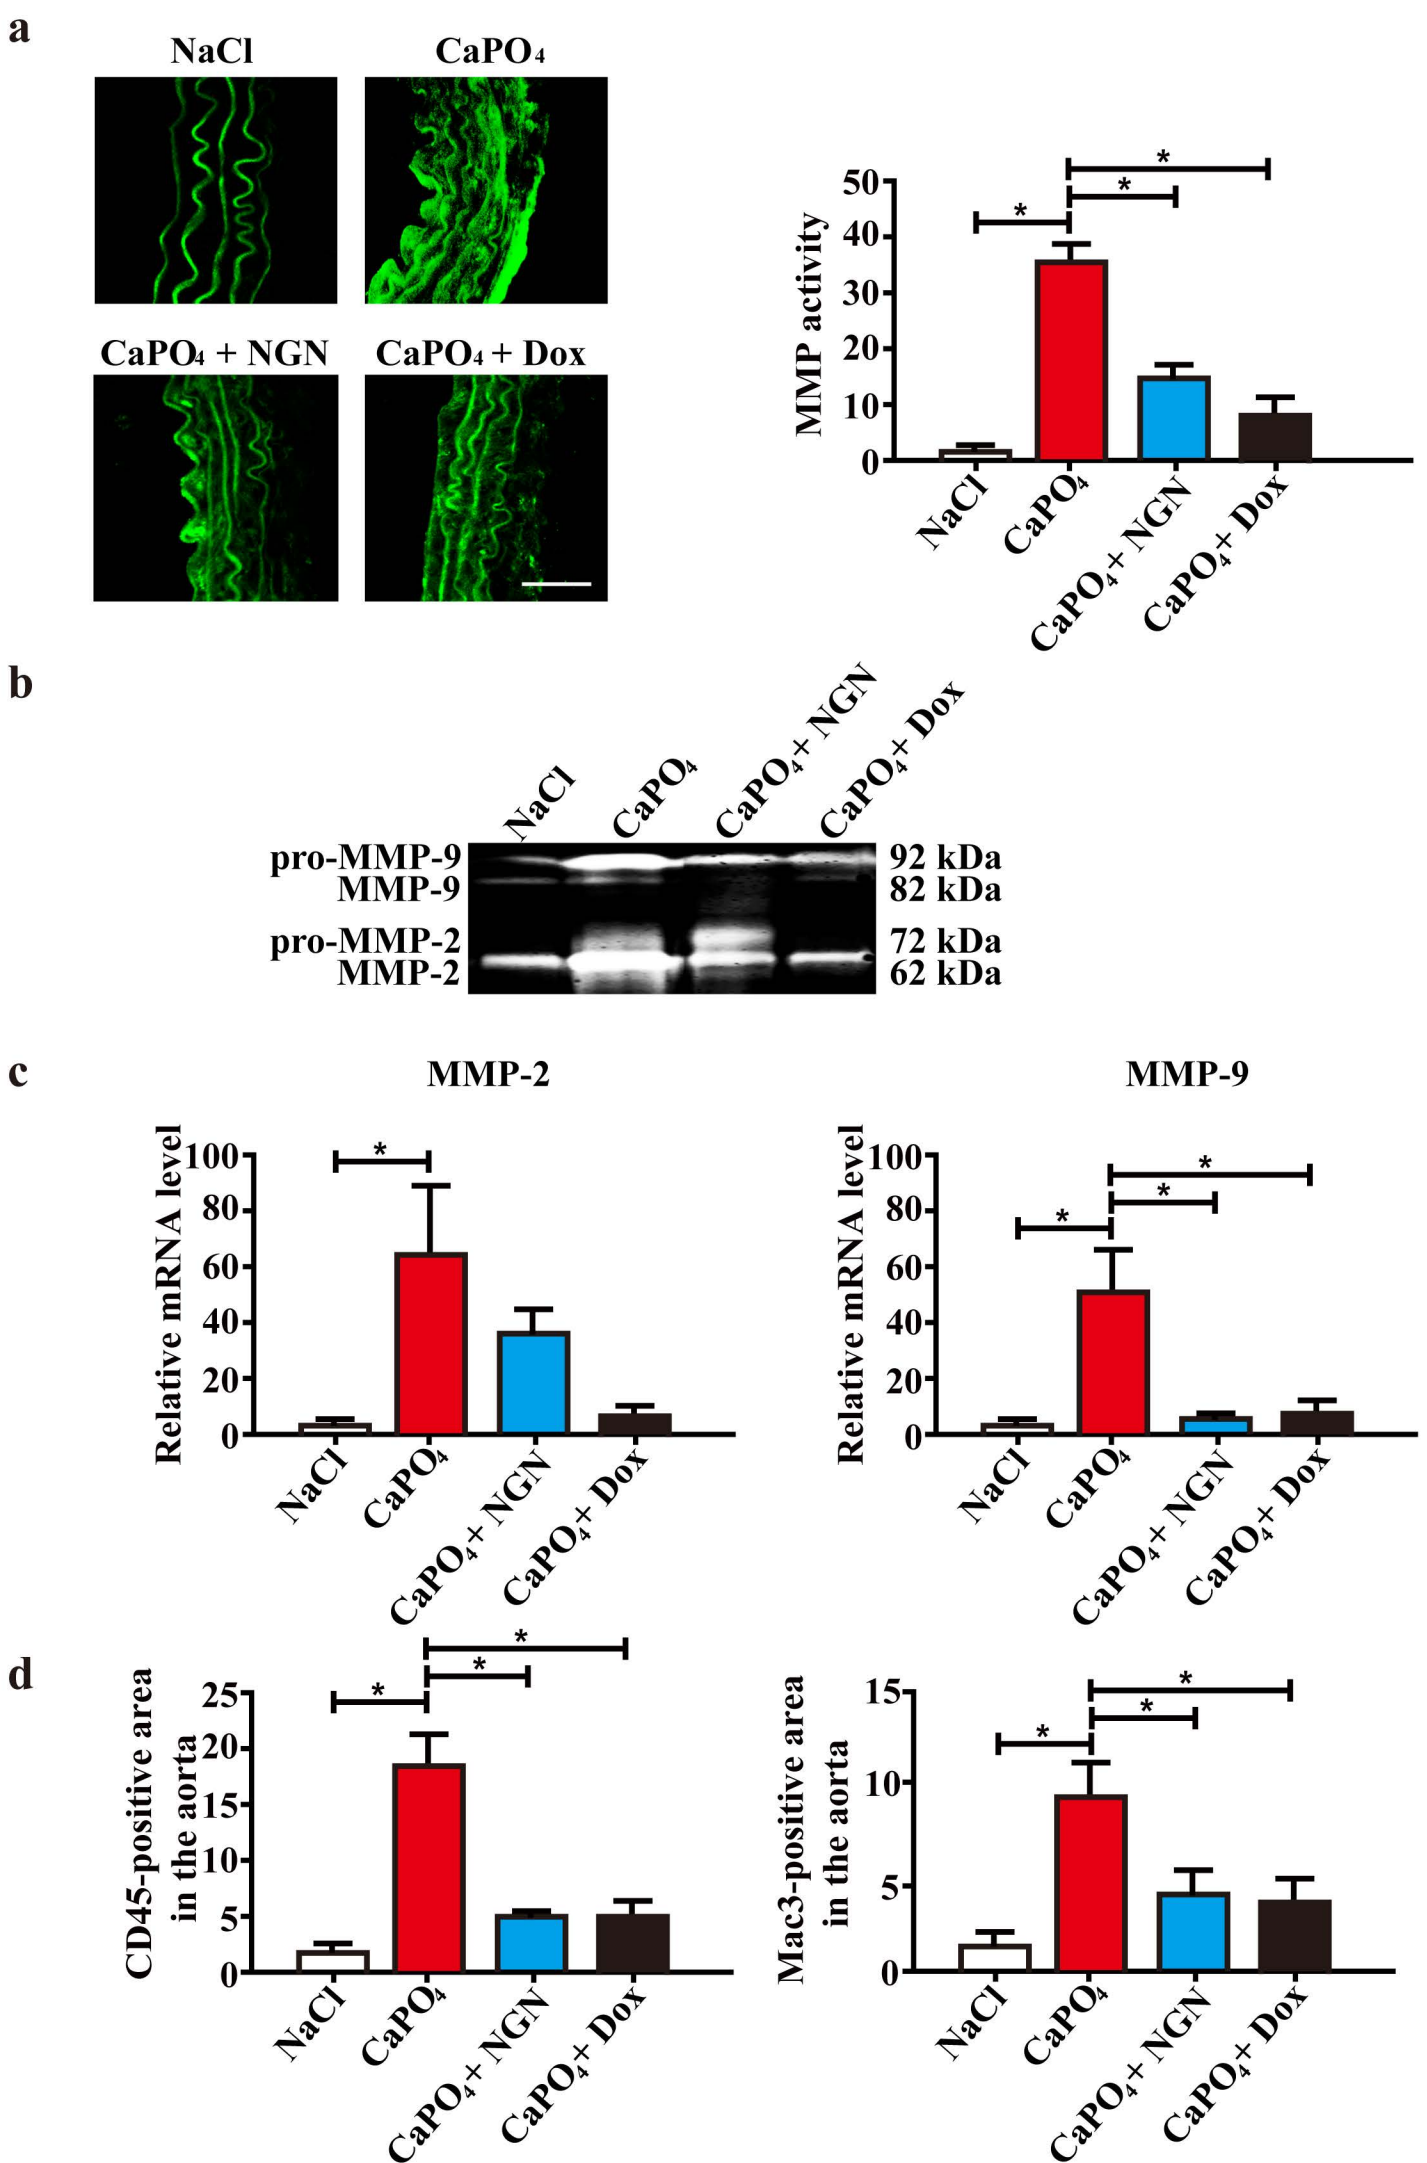 a
NaCl
CaPO4
CaPO4 + NGN
CaPO4 + Dox
MMP activity
50
40
30
20
10
0
*
*
*
NaCl
CaPO4
CaPO4+ NGN
CaPO4+ Dox
b
NaCl
CaPO4
CaPO4+ NGN
CaPO4+ Dox
pro-MMP-9
92 kDa
MMP-9
82 kDa
pro-MMP-2
72 kDa
MMP-2
62 kDa
c
MMP-2
Relative mRNA level
100
80
60
40
20
0
*
NaCl
CaPO4
CaPO4+ NGN
CaPO4+ Dox
MMP-9
Relative mRNA level
100
80
60
40
20
0
*
*
*
NaCl
CaPO4
CaPO4+ NGN
CaPO4+ Dox
d
CD45-positive area
in the aorta
25
20
15
10
5
0
*
*
*
NaCl
CaPO4
CaPO4+ NGN
CaPO4+ Dox
Mac3-positive area
in the aorta
15
10
5
0
*
*
*
NaCl
CaPO4
CaPO4+ NGN
CaPO4+ Dox